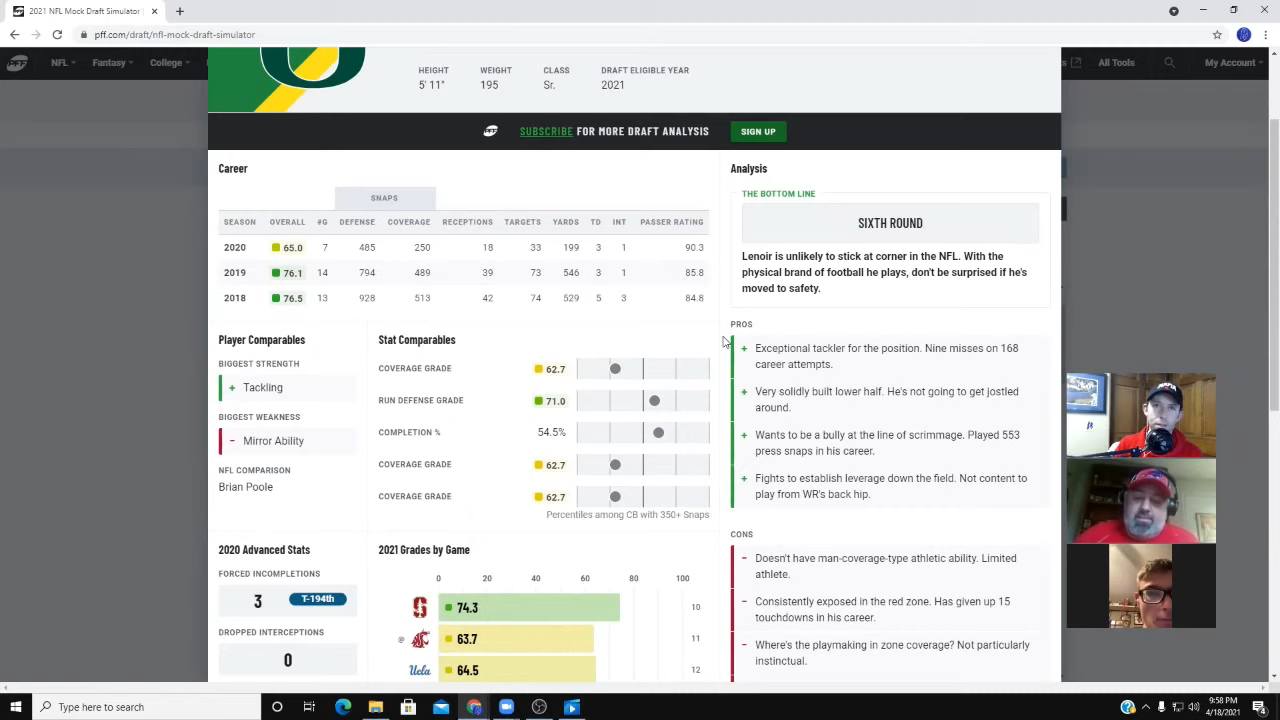 2021 NFL Mock Draft Simulator
pff.com/draft/nfl-mock-draft-simulator
PFF NFL Fantasy College All Tools My Account
HEIGHT WEIGHT CLASS DRAFT ELIGIBLE YEAR
5' 11" 195 Sr. 2021
PFF SUBSCRIBE FOR MORE DRAFT ANALYSIS SIGN UP
Career
SNAPS
SEASON OVERALL #G DEFENSE COVERAGE RECEPTIONS TARGETS YARDS TD INT PASSER RATING
2020 65.0 7 485 250 18 33 199 3 1 90.3
2019 76.1 14 794 489 39 73 546 3 1 85.8
2018 76.5 13 928 513 42 74 529 5 3 84.8
Player Comparables
BIGGEST STRENGTH
+ Tackling
BIGGEST WEAKNESS
- Mirror Ability
NFL COMPARISON
Brian Poole
Stat Comparables
COVERAGE GRADE 62.7
RUN DEFENSE GRADE 71.0
COMPLETION % 54.5%
COVERAGE GRADE 62.7
COVERAGE GRADE 62.7
Percentiles among CB with 350+ Snaps
2020 Advanced Stats
FORCED INCOMPLETIONS
3 T-194th
DROPPED INTERCEPTIONS
0
2021 Grades by Game
0 20 40 60 80 100
S 74.3 10
@ 63.7 11
Ucla 64.5 12
Analysis
THE BOTTOM LINE
SIXTH ROUND
Lenoir is unlikely to stick at corner in the NFL. With the
physical brand of football he plays, don't be surprised if he's
moved to safety.
PROS
+ Exceptional tackler for the position. Nine misses on 168
career attempts.
+ Very solidly built lower half. He's not going to get jostled
around.
+ Wants to be a bully at the line of scrimmage. Played 553
press snaps in his career.
+ Fights to establish leverage down the field. Not content to
play from WR's back hip.
CONS
- Doesn't have man-coverage-type athletic ability. Limited
athlete.
- Consistently exposed in the red zone. Has given up 15
touchdowns in his career.
- Where's the playmaking in zone coverage? Not particularly
instinctual.
Type here to search
9:58 PM
4/18/2021